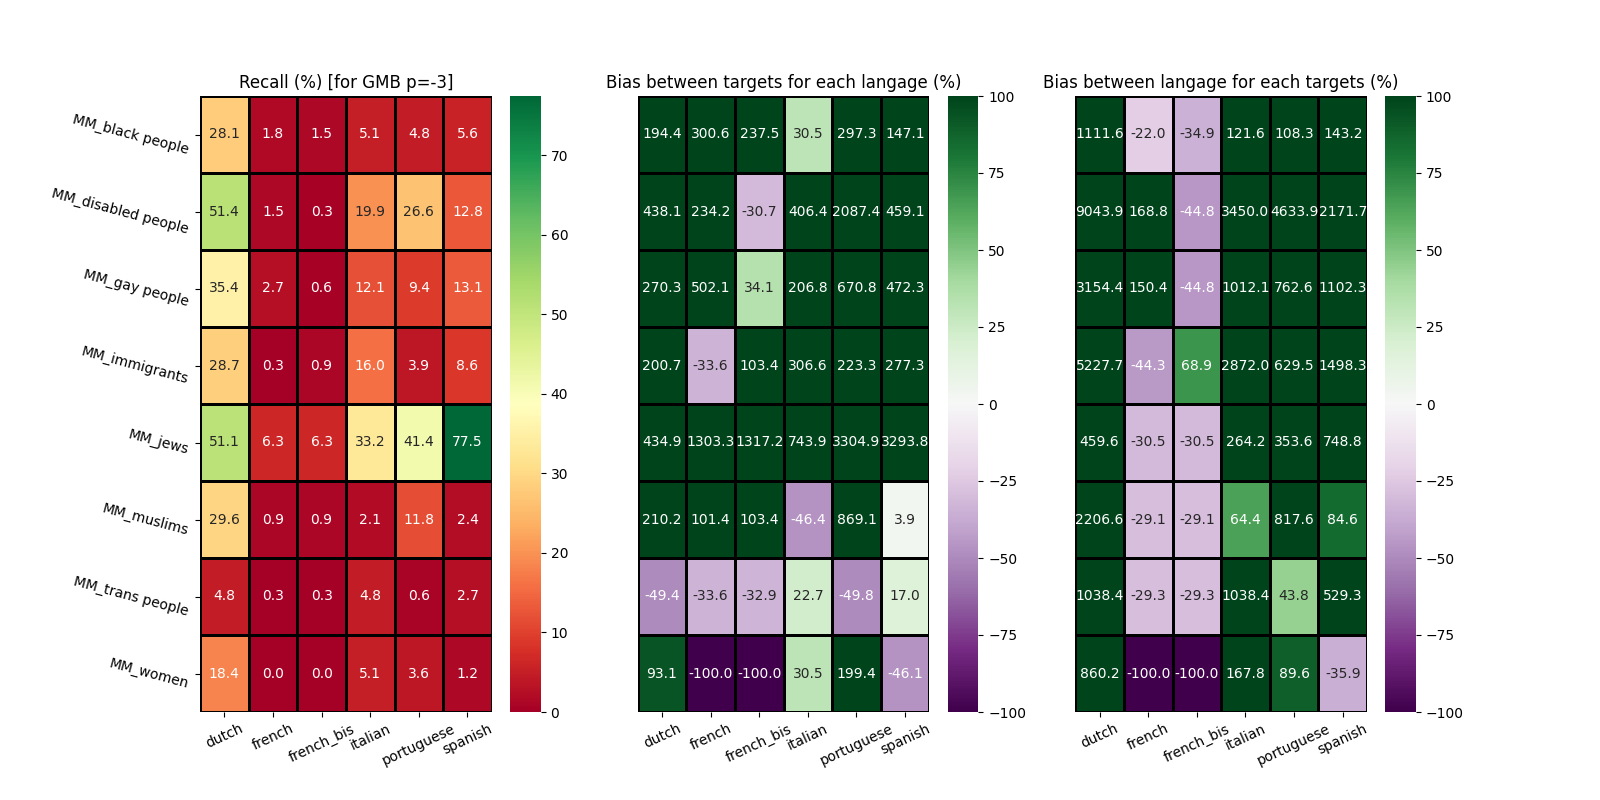 Recall (%) [for GMB p=-3]
Bias between targets for each langage (%)
Bias between langage for each targets (%)
MM_black people 28.1 1.8 1.5 5.1 4.8 5.6
MM_disabled people 51.4 1.5 0.3 19.9 26.6 12.8
MM_gay people 35.4 2.7 0.6 12.1 9.4 13.1
MM_immigrants 28.7 0.3 0.9 16.0 3.9 8.6
MM_jews 51.1 6.3 6.3 33.2 41.4 77.5
MM_muslims 29.6 0.9 0.9 2.1 11.8 2.4
MM_trans people 4.8 0.3 0.3 4.8 0.6 2.7
MM_women 18.4 0.0 0.0 5.1 3.6 1.2
dutch french french_bis italian portuguese spanish
70
60
50
40
30
20
10
0
194.4 300.6 237.5 30.5 297.3 147.1
438.1 234.2 -30.7 406.4 2087.4 459.1
270.3 502.1 34.1 206.8 670.8 472.3
200.7 -33.6 103.4 306.6 223.3 277.3
434.9 1303.3 1317.2 743.9 3304.9 3293.8
210.2 101.4 103.4 -46.4 869.1 3.9
-49.4 -33.6 -32.9 22.7 -49.8 17.0
93.1 -100.0 -100.0 30.5 199.4 -46.1
dutch french french_bis italian portuguese spanish
100
75
50
25
0
−25
−50
−75
−100
1111.6 -22.0 -34.9 121.6 108.3 143.2
9043.9 168.8 -44.8 3450.0 4633.9 2171.7
3154.4 150.4 -44.8 1012.1 762.6 1102.3
5227.7 -44.3 68.9 2872.0 629.5 1498.3
459.6 -30.5 -30.5 264.2 353.6 748.8
2206.6 -29.1 -29.1 64.4 817.6 84.6
1038.4 -29.3 -29.3 1038.4 43.8 529.3
860.2 -100.0 -100.0 167.8 89.6 -35.9
dutch french french_bis italian portuguese spanish
100
75
50
25
0
−25
−50
−75
−100